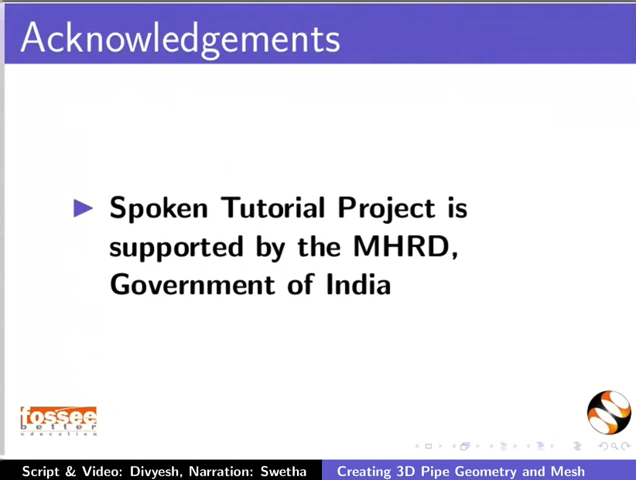 Acknowledgements
Spoken Tutorial Project is
supported by the MHRD,
Government of India
fossee
better
education
Script & Video: Divyesh, Narration: Swetha
Creating 3D Pipe Geometry and Mesh